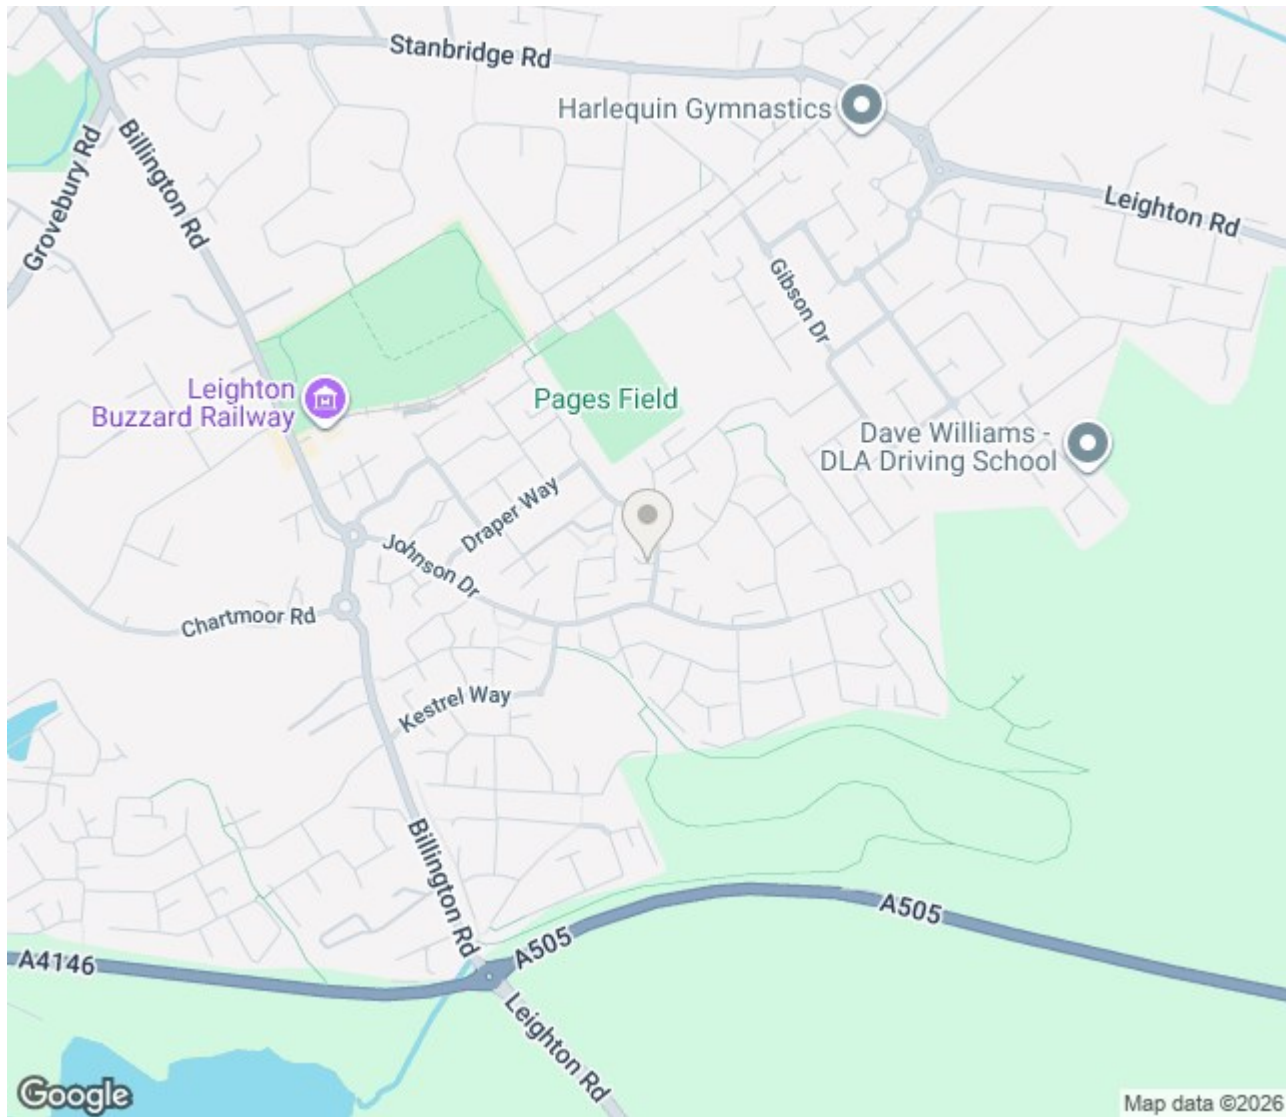 Stanbridge Rd
Harlequin Gymnastics
Billington Rd
Grovebury Rd
Leighton Rd
Gibson Dr
Leighton
Buzzard Railway
Pages Field
Dave Williams -
DLA Driving School
Draper Way
Johnson Dr
Chartmoor Rd
Kestrel Way
Billington Rd
A505
A505
A4146
Leighton Rd
Google
Map data ©2026